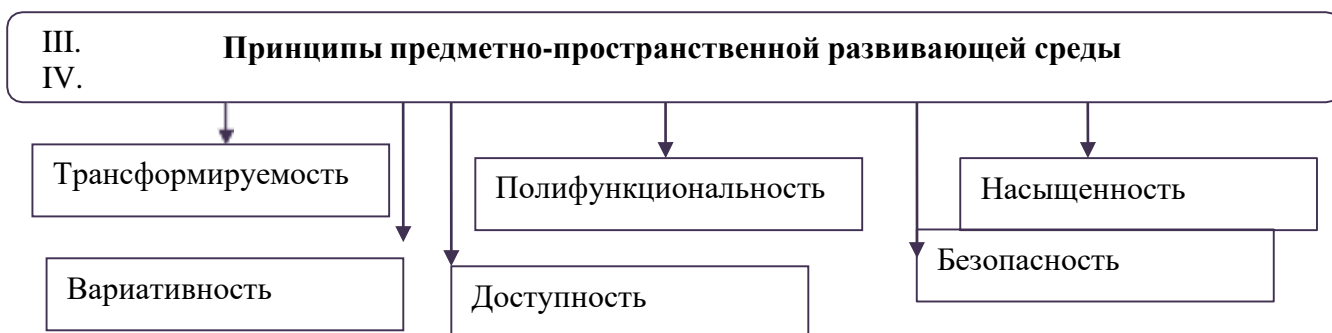 III. Принципы предметно-пространственной развивающей среды
IV.
Трансформируемость
Полифункциональность
Насыщенность
Вариативность
Доступность
Безопасность